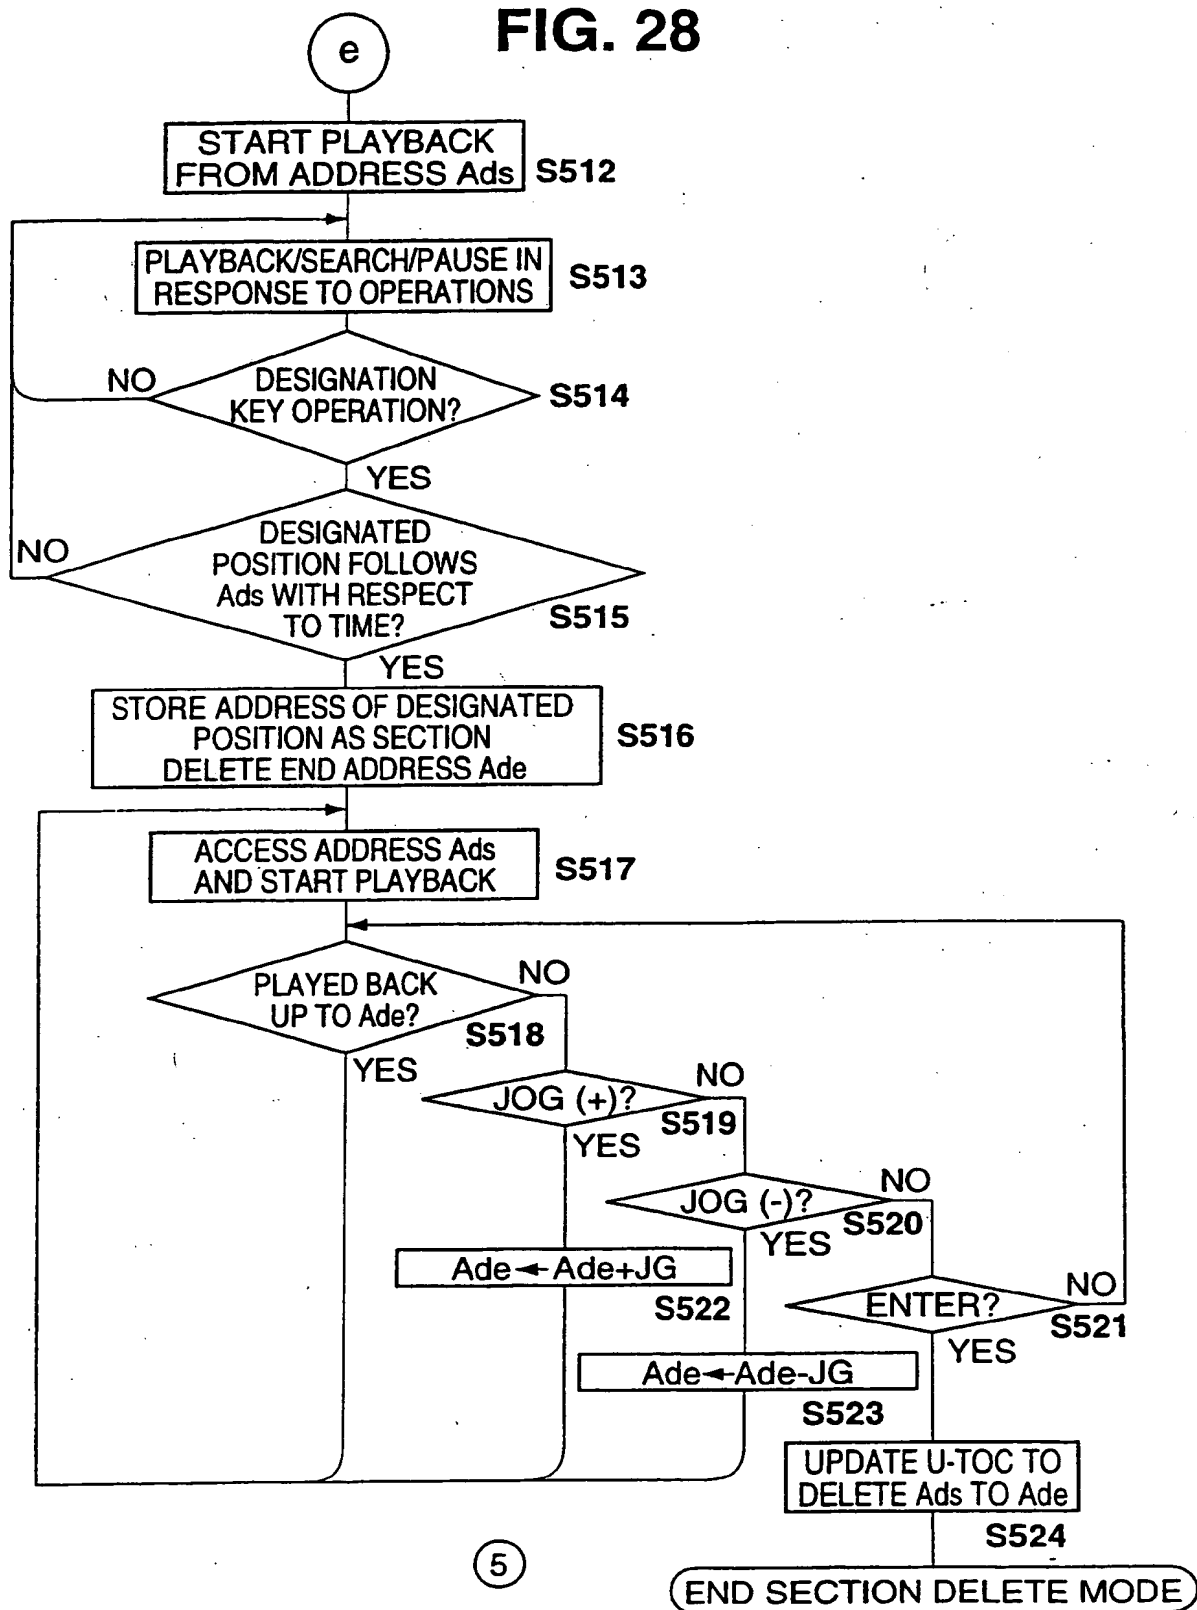 FIG. 28
e
START PLAYBACK
FROM ADDRESS Ads
S512
PLAYBACK/SEARCH/PAUSE IN
RESPONSE TO OPERATIONS
S513
DESIGNATION
KEY OPERATION?
S514
NO
YES
DESIGNATED
POSITION FOLLOWS
Ads WITH RESPECT
TO TIME?
S515
NO
YES
STORE ADDRESS OF DESIGNATED
POSITION AS SECTION
DELETE END ADDRESS Ade
S516
ACCESS ADDRESS Ads
AND START PLAYBACK
S517
PLAYED BACK
UP TO Ade?
NO
S518
YES
JOG (+)?
NO
S519
YES
JOG (-)?
NO
S520
YES
Ade←Ade+JG
S522
ENTER?
NO
S521
YES
Ade←Ade-JG
S523
UPDATE U-TOC TO
DELETE Ads TO Ade
S524
5
END SECTION DELETE MODE